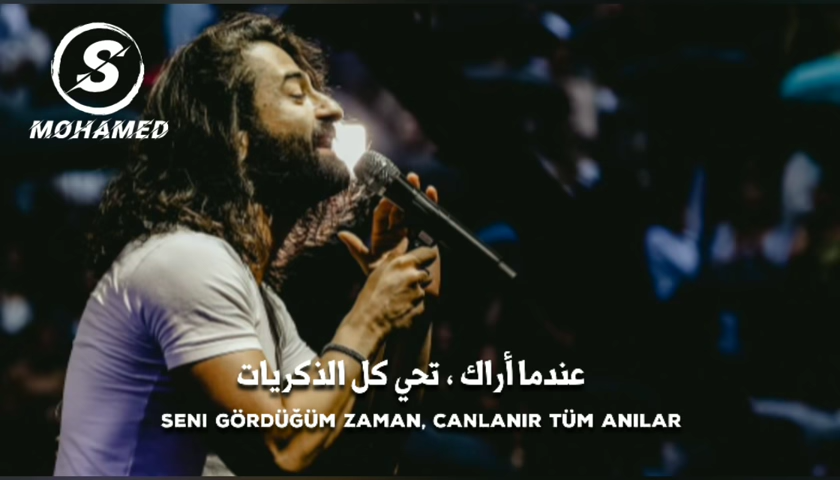 S
MOHAMED
عندما أراك ، تحي كل الذكريات
SENI GÖRDÜĞÜM ZAMAN, CANLANIR TÜM ANILAR